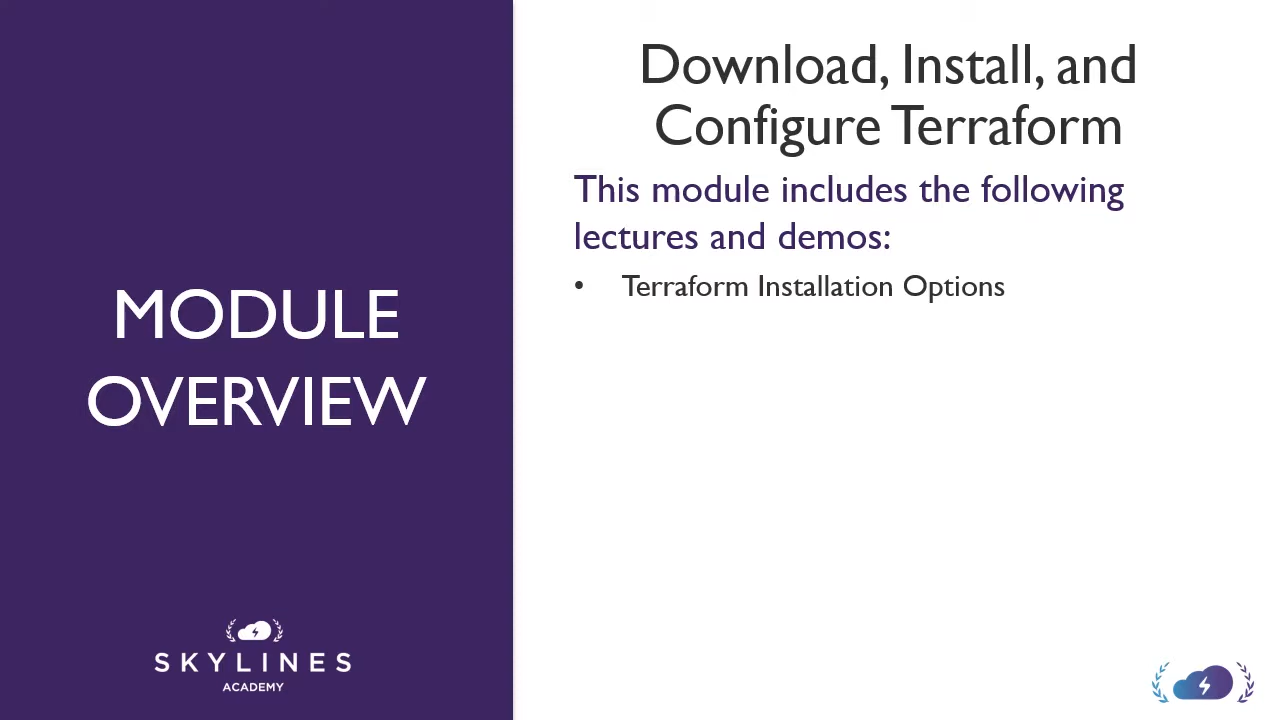 MODULE
OVERVIEW
SKYLINES
ACADEMY
Download, Install, and
Configure Terraform
This module includes the following
lectures and demos:
• Terraform Installation Options